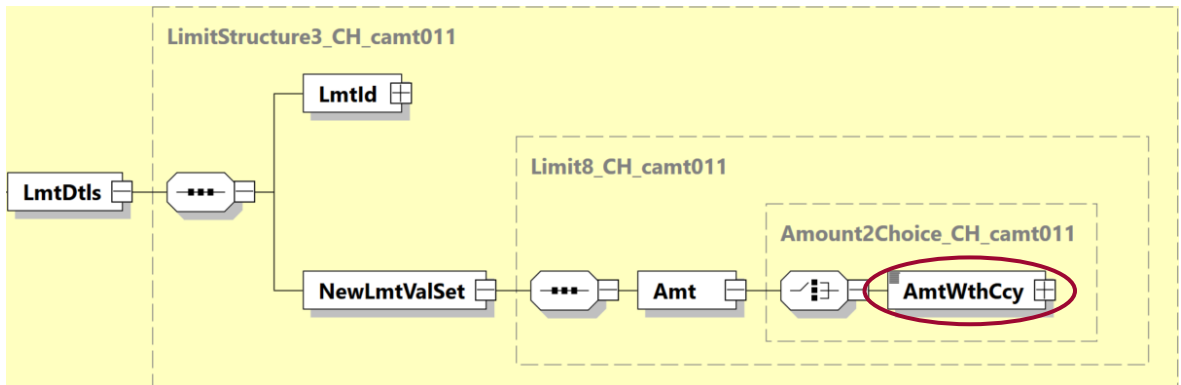 LimitStructure3_CH_camt011
LmtId
Limit8_CH_camt011
LmtDtls
Amount2Choice_CH_camt011
NewLmtValSet
Amt
AmtWthCcy